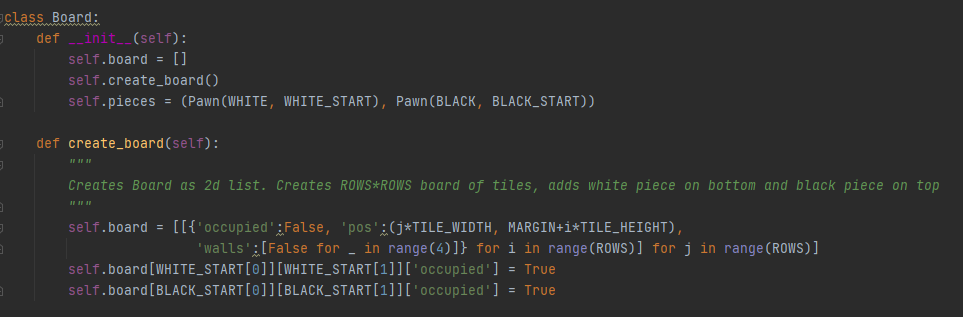 class Board:
    def __init__(self):
        self.board = []
        self.create_board()
        self.pieces = (Pawn(WHITE, WHITE_START), Pawn(BLACK, BLACK_START))

    def create_board(self):
        """
        Creates Board as 2d list. Creates ROWS*ROWS board of tiles, adds white piece on bottom and black piece on top
        """
        self.board = [[{'occupied':False, 'pos':(j*TILE_WIDTH, MARGIN+i*TILE_HEIGHT),
                        'walls':[False for _ in range(4)]} for i in range(ROWS)] for j in range(ROWS)]
        self.board[WHITE_START[0]][WHITE_START[1]]['occupied'] = True
        self.board[BLACK_START[0]][BLACK_START[1]]['occupied'] = True